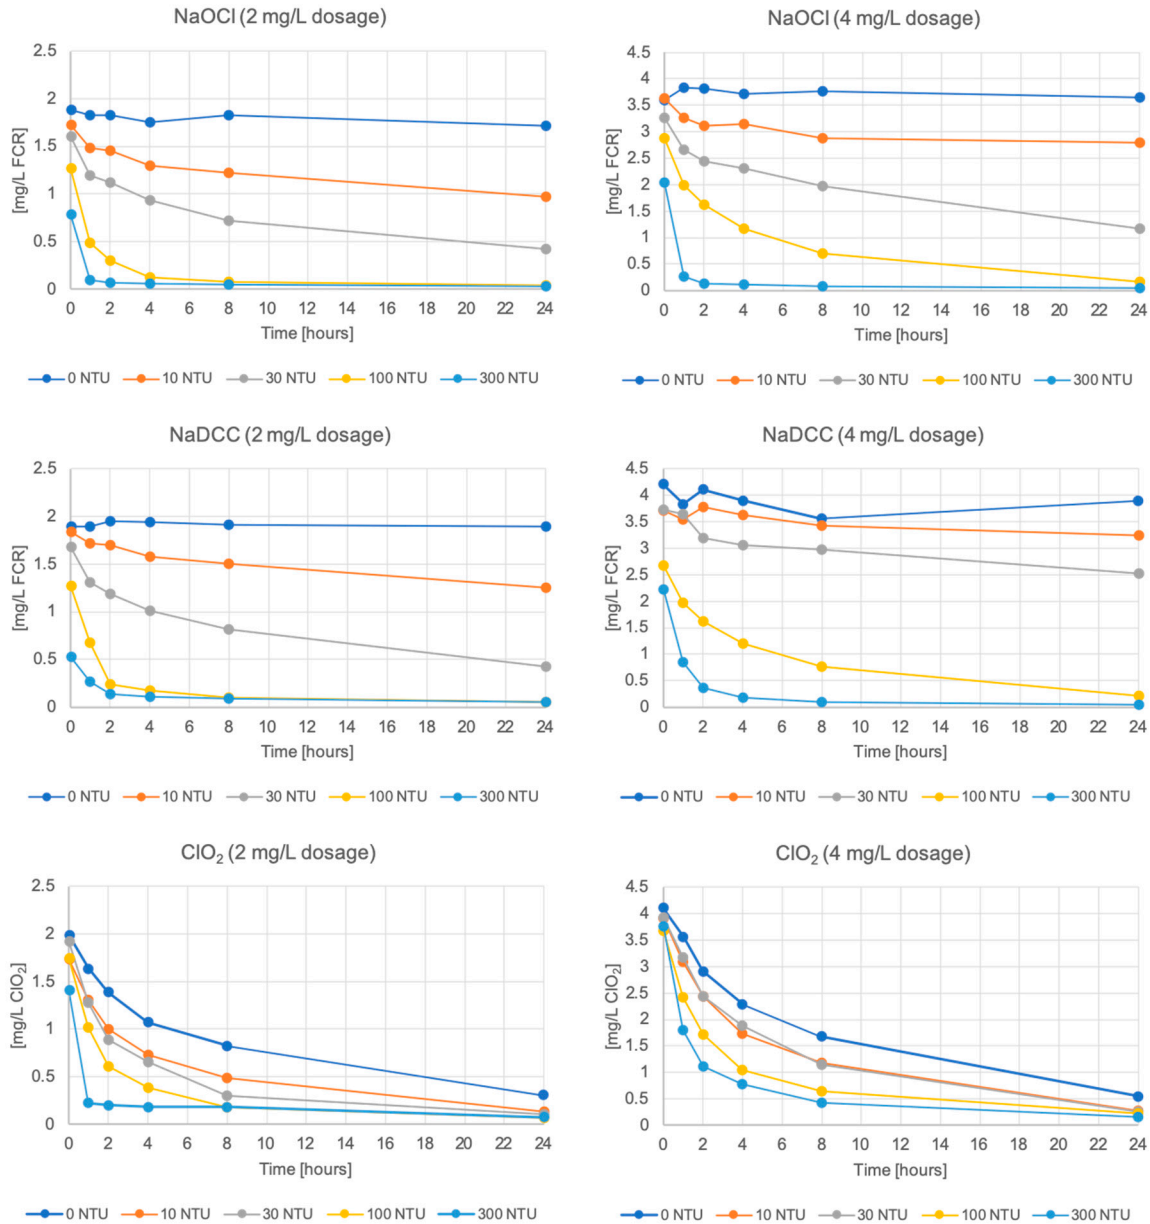 NaOCl (2 mg/L dosage)
2.5
2
1.5
1
0.5
0
[mg/L FCR]
0 2 4 6 8 10 12 14 16 18 20 22 24
Time [hours]
0 NTU 10 NTU 30 NTU 100 NTU 300 NTU
NaOCl (4 mg/L dosage)
4.5
4
3.5
3
2.5
2
1.5
1
0.5
0
[mg/L FCR]
0 2 4 6 8 10 12 14 16 18 20 22 24
Time [hours]
0 NTU 10 NTU 30 NTU 100 NTU 300 NTU
NaDCC (2 mg/L dosage)
2.5
2
1.5
1
0.5
0
[mg/L FCR]
0 2 4 6 8 10 12 14 16 18 20 22 24
Time [hours]
0 NTU 10 NTU 30 NTU 100 NTU 300 NTU
NaDCC (4 mg/L dosage)
4.5
4
3.5
3
2.5
2
1.5
1
0.5
0
[mg/L FCR]
0 2 4 6 8 10 12 14 16 18 20 22 24
Time [hours]
0 NTU 10 NTU 30 NTU 100 NTU 300 NTU
ClO₂ (2 mg/L dosage)
2.5
2
1.5
1
0.5
0
[mg/L ClO₂]
0 2 4 6 8 10 12 14 16 18 20 22 24
Time [hours]
0 NTU 10 NTU 30 NTU 100 NTU 300 NTU
ClO₂ (4 mg/L dosage)
4.5
4
3.5
3
2.5
2
1.5
1
0.5
0
[mg/L ClO₂]
0 2 4 6 8 10 12 14 16 18 20 22 24
Time [hours]
0 NTU 10 NTU 30 NTU 100 NTU 300 NTU